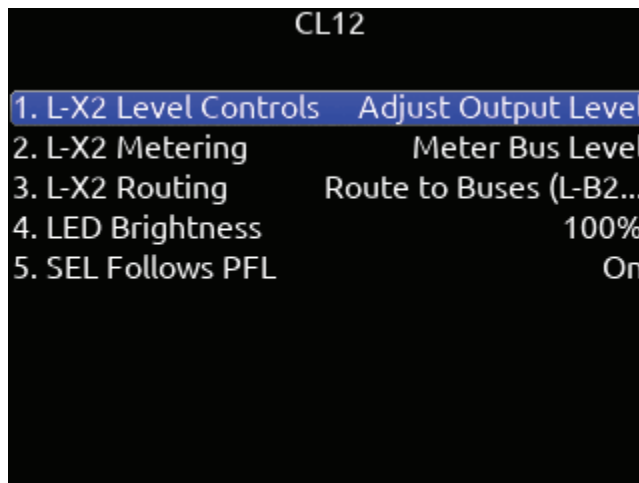 CL12
1. L-X2 Level Controls Adjust Output Level
2. L-X2 Metering Meter Bus Level
3. L-X2 Routing Route to Buses (L-B2...
4. LED Brightness 100%
5. SEL Follows PFL On